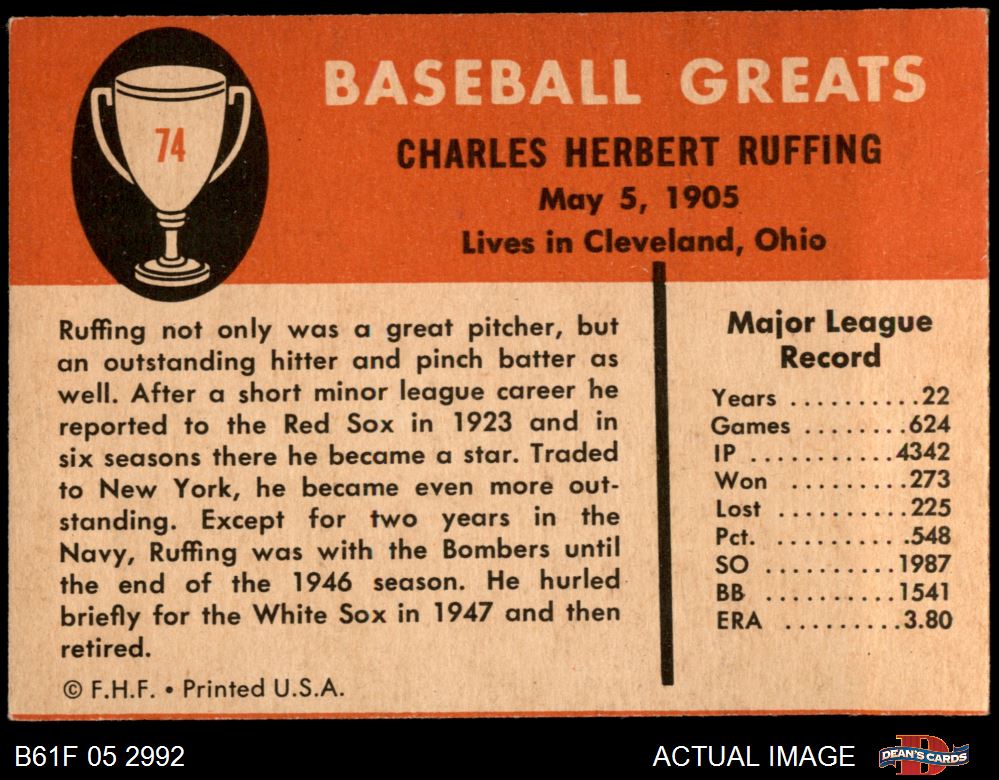 74
BASEBALL GREATS
CHARLES HERBERT RUFFING
May 5, 1905
Lives in Cleveland, Ohio
Ruffing not only was a great pitcher, but
an outstanding hitter and pinch batter as
well. After a short minor league career he
reported to the Red Sox in 1923 and in
six seasons there he became a star. Traded
to New York, he became even more out-
standing. Except for two years in the
Navy, Ruffing was with the Bombers until
the end of the 1946 season. He hurled
briefly for the White Sox in 1947 and then
retired.
© F.H.F. • Printed U.S.A.
Major League
Record
Years ..........22
Games ........624
IP ...........4342
Won .........273
Lost ..........225
Pct. ..........548
SO ..........1987
BB ..........1541
ERA .........3.80
B61F 05 2992
ACTUAL IMAGE
D
DEAN'S CARDS